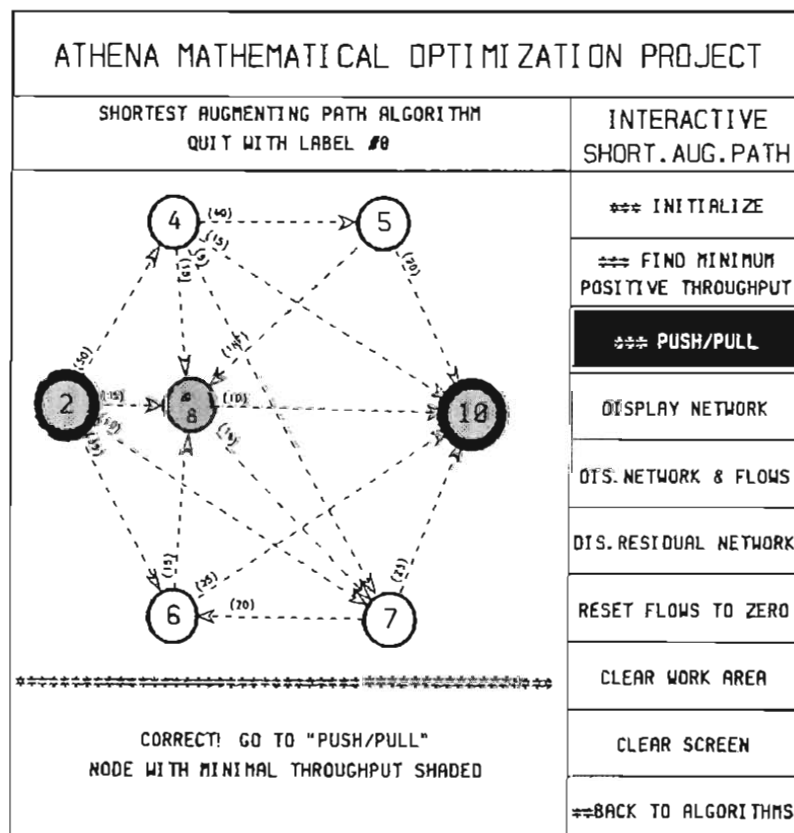 ATHENA MATHEMATICAL OPTIMIZATION PROJECT
SHORTEST AUGMENTING PATH ALGORITHM
QUIT WITH LABEL #0
INTERACTIVE
SHORT.AUG.PATH
*** INITIALIZE
*** FIND MINIMUM
POSITIVE THROUGHPUT
*** PUSH/PULL
DISPLAY NETWORK
DIS.NETWORK & FLOWS
DIS.RESIDUAL NETWORK
RESET FLOWS TO ZERO
CLEAR WORK AREA
CLEAR SCREEN
**BACK TO ALGORITHMS
4
(40)
5
(15)
(20)
(50)
2
(15)
8
(10)
10
(15)
(25)
(25)
6
(20)
7
CORRECT! GO TO "PUSH/PULL"
NODE WITH MINIMAL THROUGHPUT SHADED